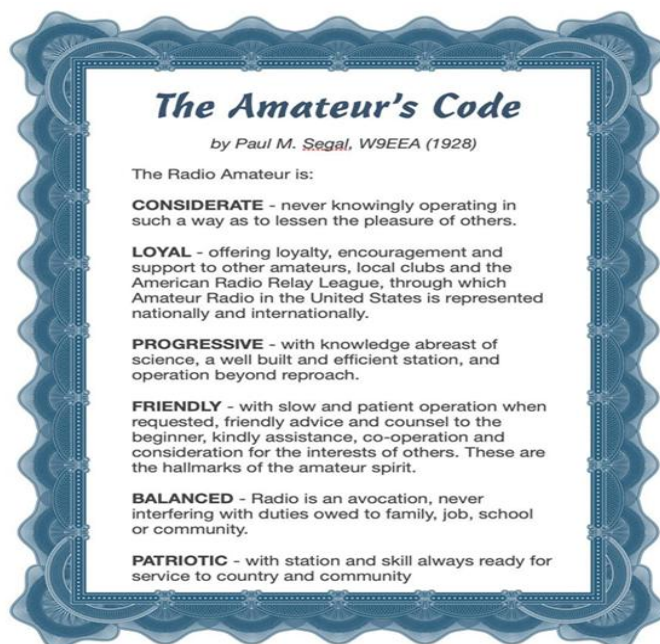 The Amateur's Code
by Paul M. Segal, W9EEA (1928)
The Radio Amateur is:
CONSIDERATE - never knowingly operating in
such a way as to lessen the pleasure of others.
LOYAL - offering loyalty, encouragement and
support to other amateurs, local clubs and the
American Radio Relay League, through which
Amateur Radio in the United States is represented
nationally and internationally.
PROGRESSIVE - with knowledge abreast of
science, a well built and efficient station, and
operation beyond reproach.
FRIENDLY - with slow and patient operation when
requested, friendly advice and counsel to the
beginner, kindly assistance, co-operation and
consideration for the interests of others. These are
the hallmarks of the amateur spirit.
BALANCED - Radio is an avocation, never
interfering with duties owed to family, job, school
or community.
PATRIOTIC - with station and skill always ready for
service to country and community